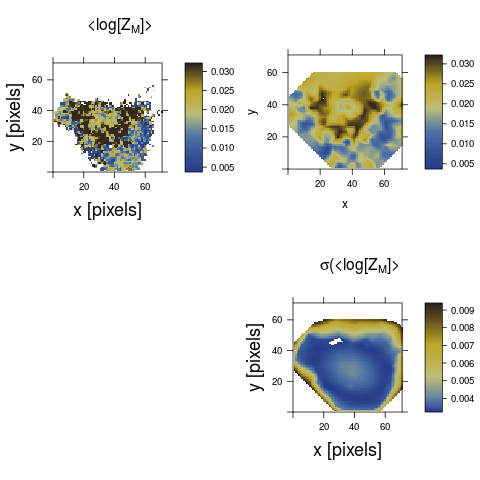 <log[Z_M]>
y [pixels]
60
40
20
20 40 60
x [pixels]
0.030
0.025
0.020
0.015
0.010
0.005
y
60
40
20
20 40 60
x
0.030
0.025
0.020
0.015
0.010
0.005
σ(<log[Z_M]>
y [pixels]
60
40
20
20 40 60
x [pixels]
0.009
0.008
0.007
0.006
0.005
0.004